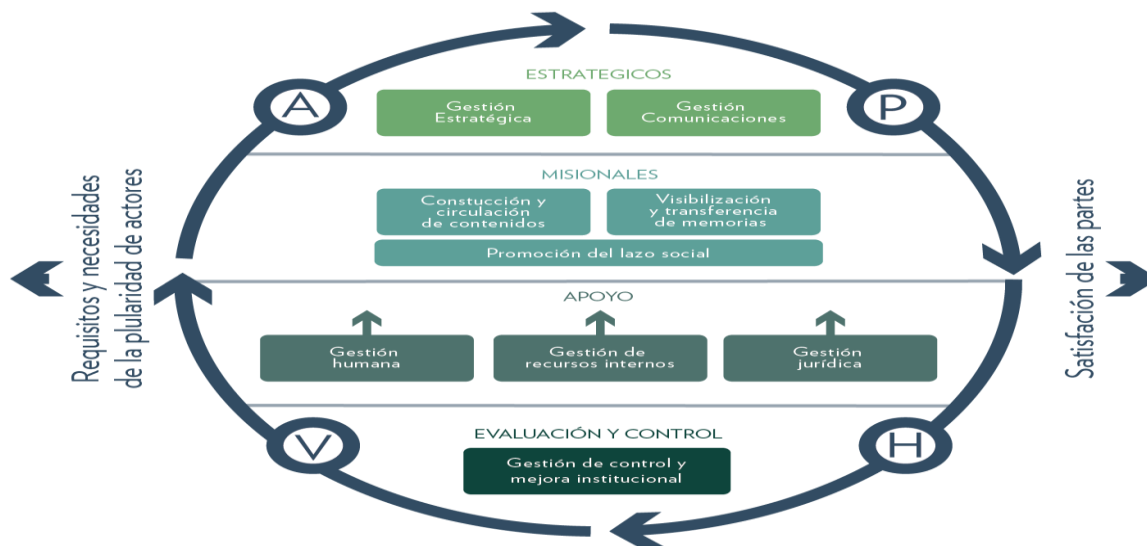 ESTRATEGICOS
A
Gestión
Estratégica
Gestión
Comunicaciones
P
MISIONALES
Constucción y
circulación
de contenidos
Visibilización
y transferencia
de memorias
Promoción del lazo social
Requisitos y necesidades
de la plularidad de actores
Satisfacción de las partes
APOYO
Gestión
humana
Gestión de
recursos internos
Gestión
jurídica
V
EVALUACIÓN Y CONTROL
H
Gestión de control y
mejora institucional